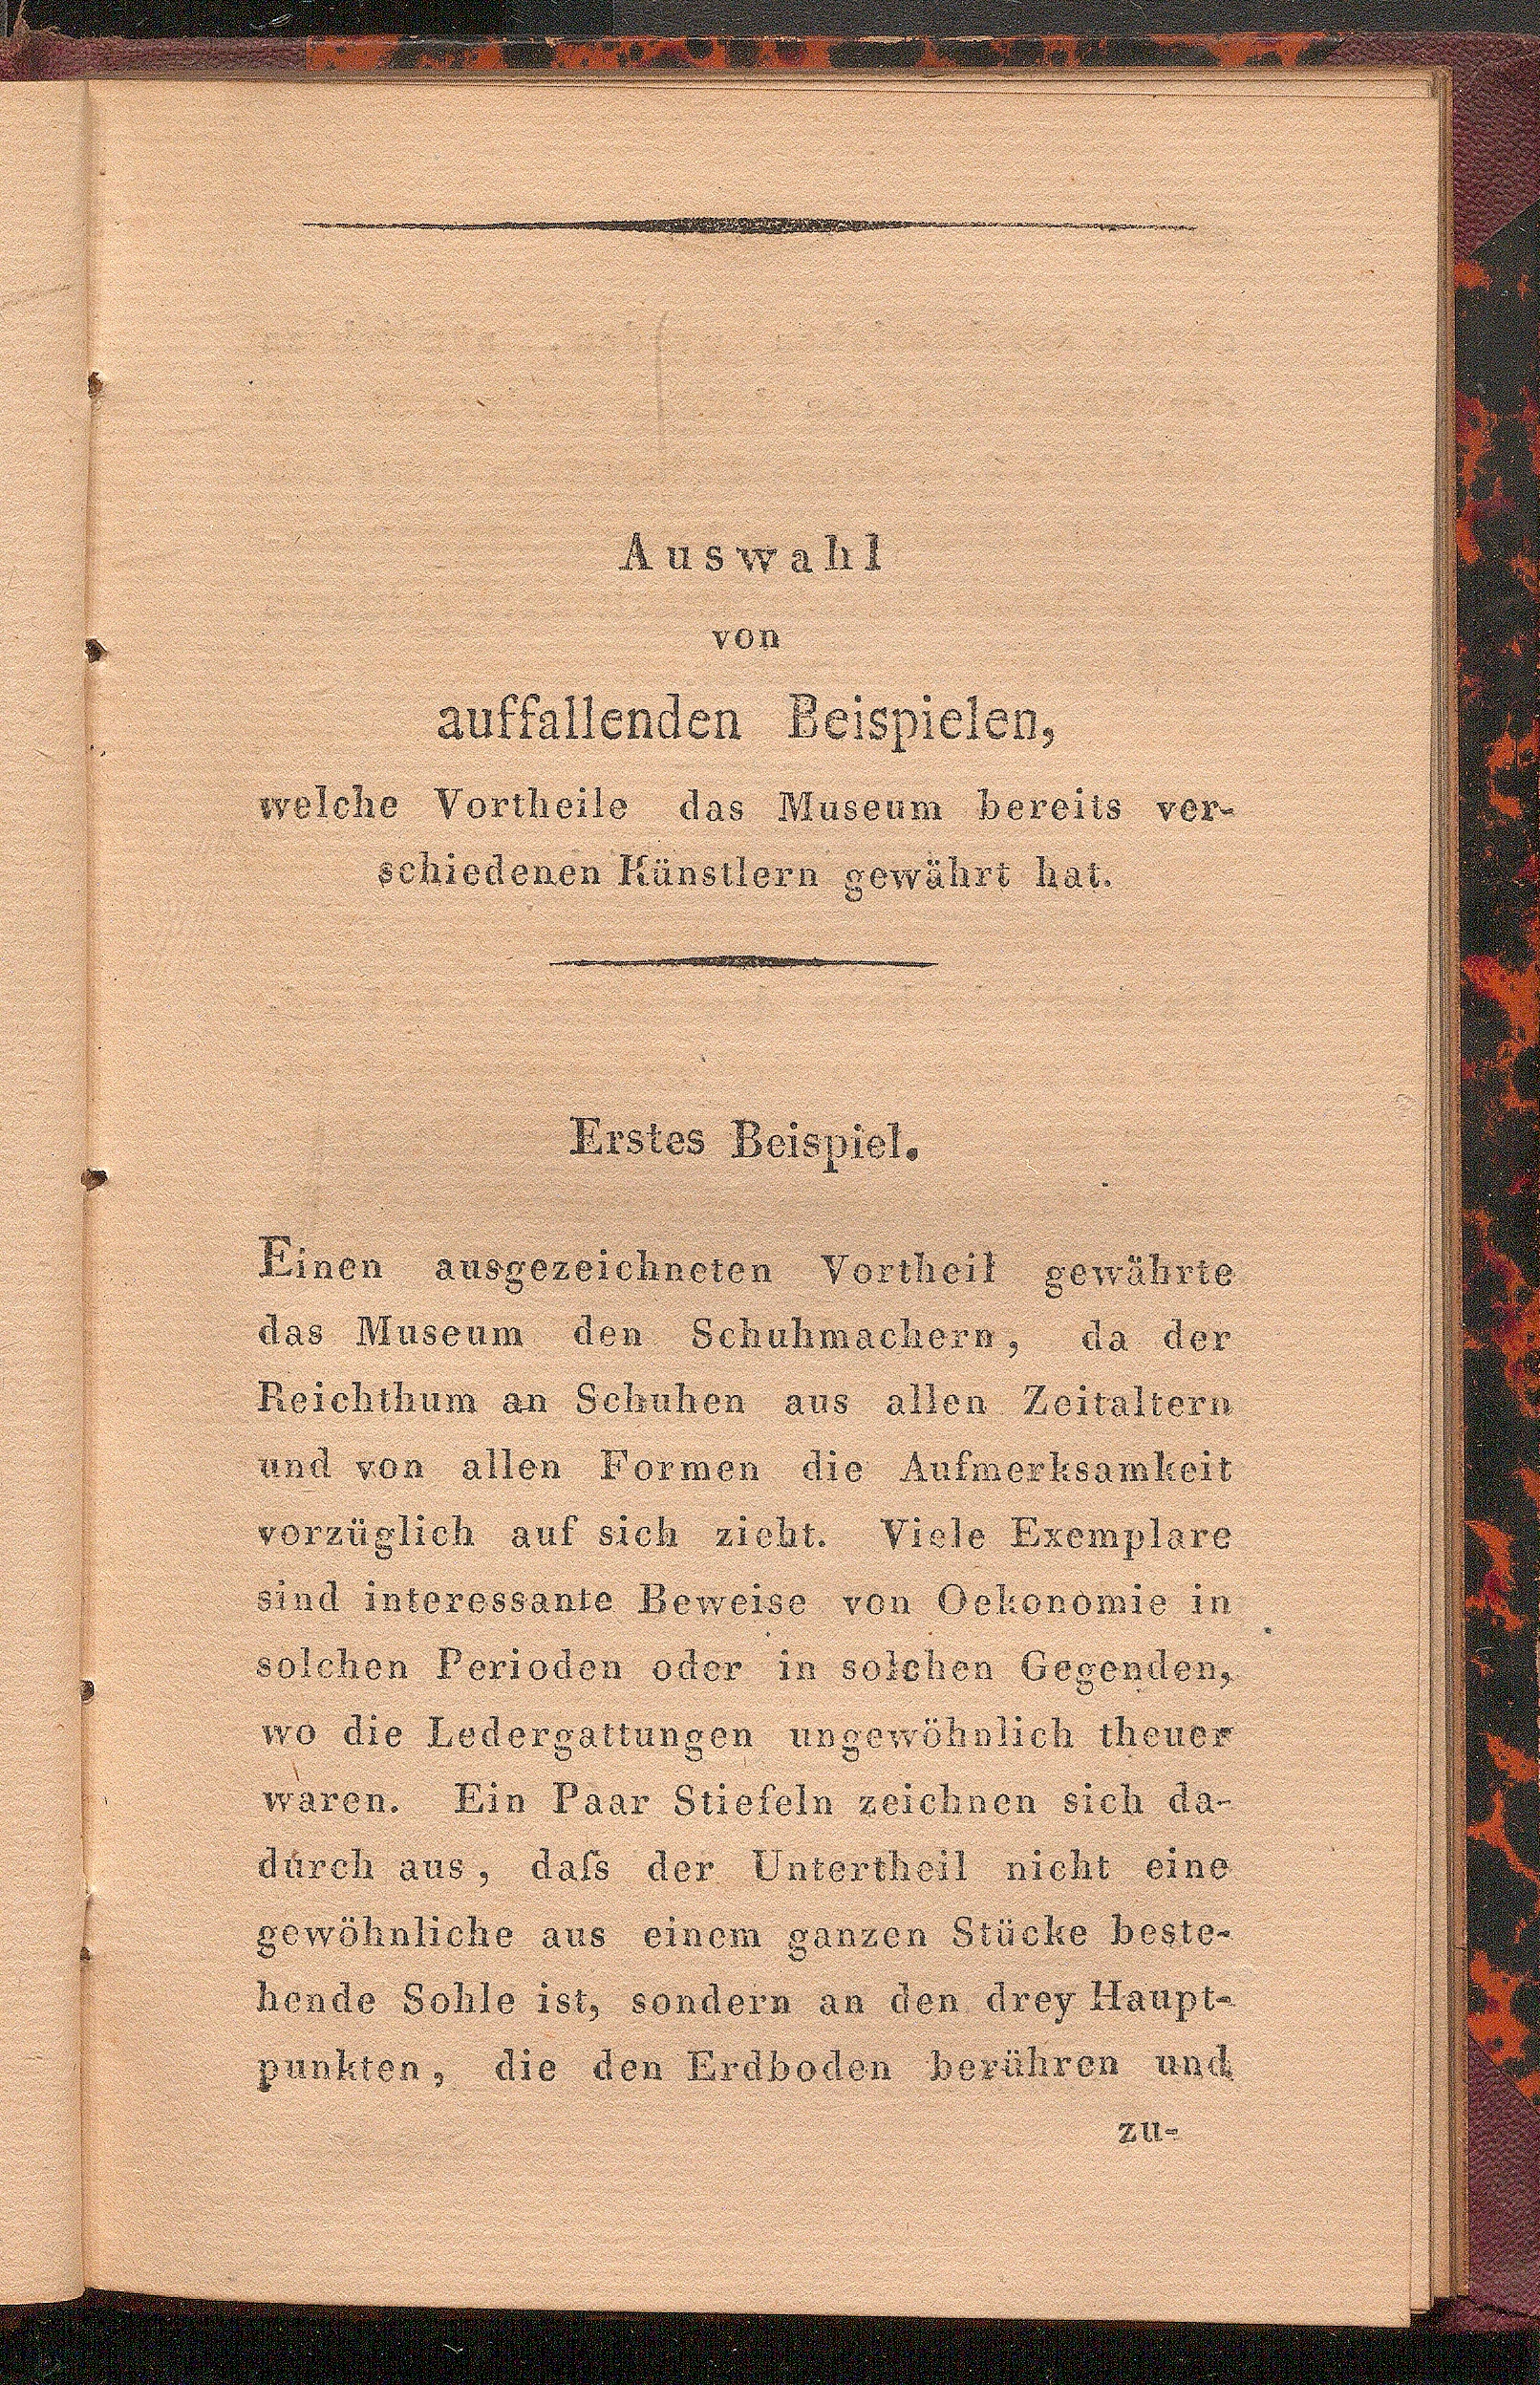 Auswahl
von
auffallenden Beispielen,
welche Vortheile das Museum bereits ver-
schiedenen Künstlern gewährt hat.
Erstes Beispiel.
Einen ausgezeichneten Vortheil gewährte
das Museum den Schuhmachern, da der
Reichthum an Schuhen aus allen Zeitaltern
und von allen Formen die Aufmerksamkeit
vorzüglich auf sich zieht. Viele Exemplare
sind interessante Beweise von Oekonomie in
solchen Perioden oder in solchen Gegenden,
wo die Ledergattungen ungewöhnlich theuer
waren. Ein Paar Stiefeln zeichnen sich da-
durch aus, daſs der Untertheil nicht eine
gewöhnliche aus einem ganzen Stücke beste-
hende Sohle ist, sondern an den drey Haupt-
punkten, die den Erdboden berühren und
zu-